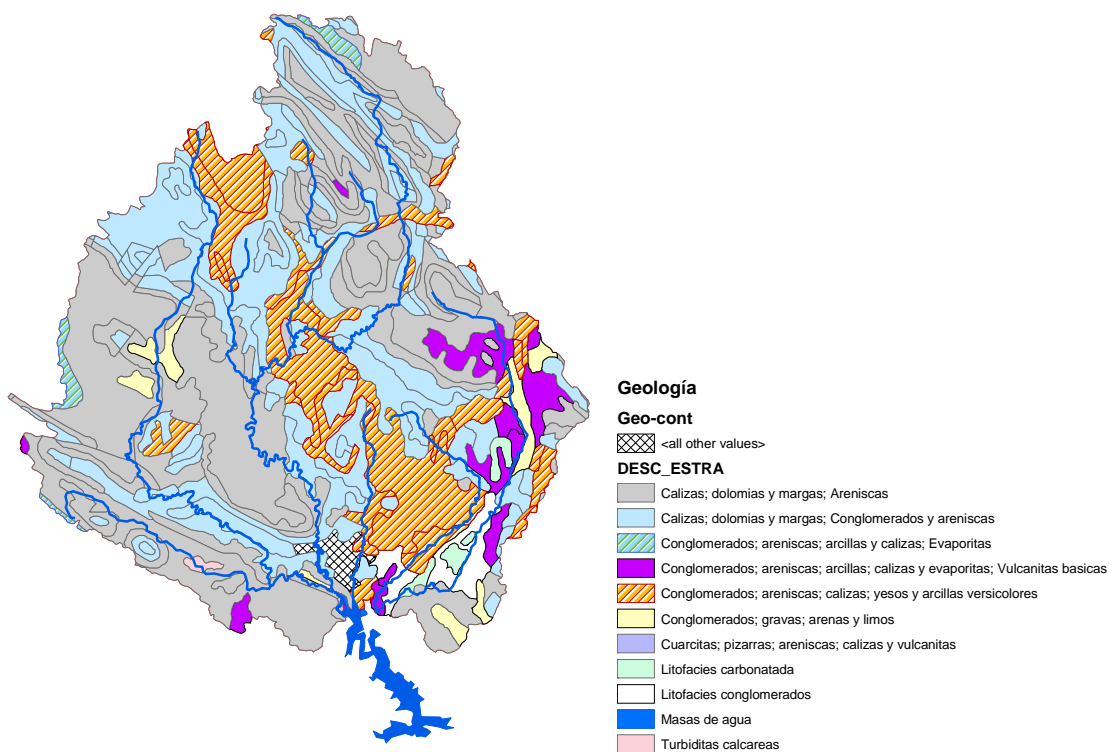 Geología
Geo-cont
<all other values>
DESC_ESTRA
Calizas; dolomias y margas; Areniscas
Calizas; dolomias y margas; Conglomerados y areniscas
Conglomerados; areniscas; arcillas y calizas; Evaporitas
Conglomerados; areniscas; arcillas; calizas y evaporitas; Vulcanitas basicas
Conglomerados; areniscas; calizas; yesos y arcillas versicolores
Conglomerados; gravas; arenas y limos
Cuarcitas; pizarras; areniscas; calizas y vulcanitas
Litofacies carbonatada
Litofacies conglomerados
Masas de agua
Turbiditas calcareas